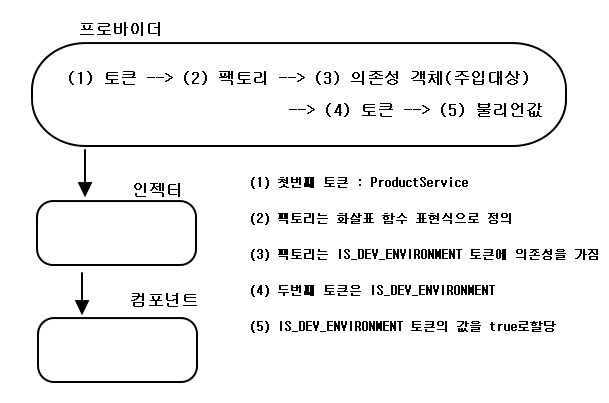 프로바이더
(1) 토큰 --> (2) 팩토리 --> (3) 의존성 객체(주입대상)
--> (4) 토큰 --> (5) 불리언값
인젝터
컴포넌트
(1) 첫번째 토큰 : ProductService
(2) 팩토리는 화살표 함수 표현식으로 정의
(3) 팩토리는 IS_DEV_ENVIRONMENT 토큰에 의존성을 가짐
(4) 두번째 토큰은 IS_DEV_ENVIRONMENT
(5) IS_DEV_ENVIRONMENT 토큰의 값을 true로할당